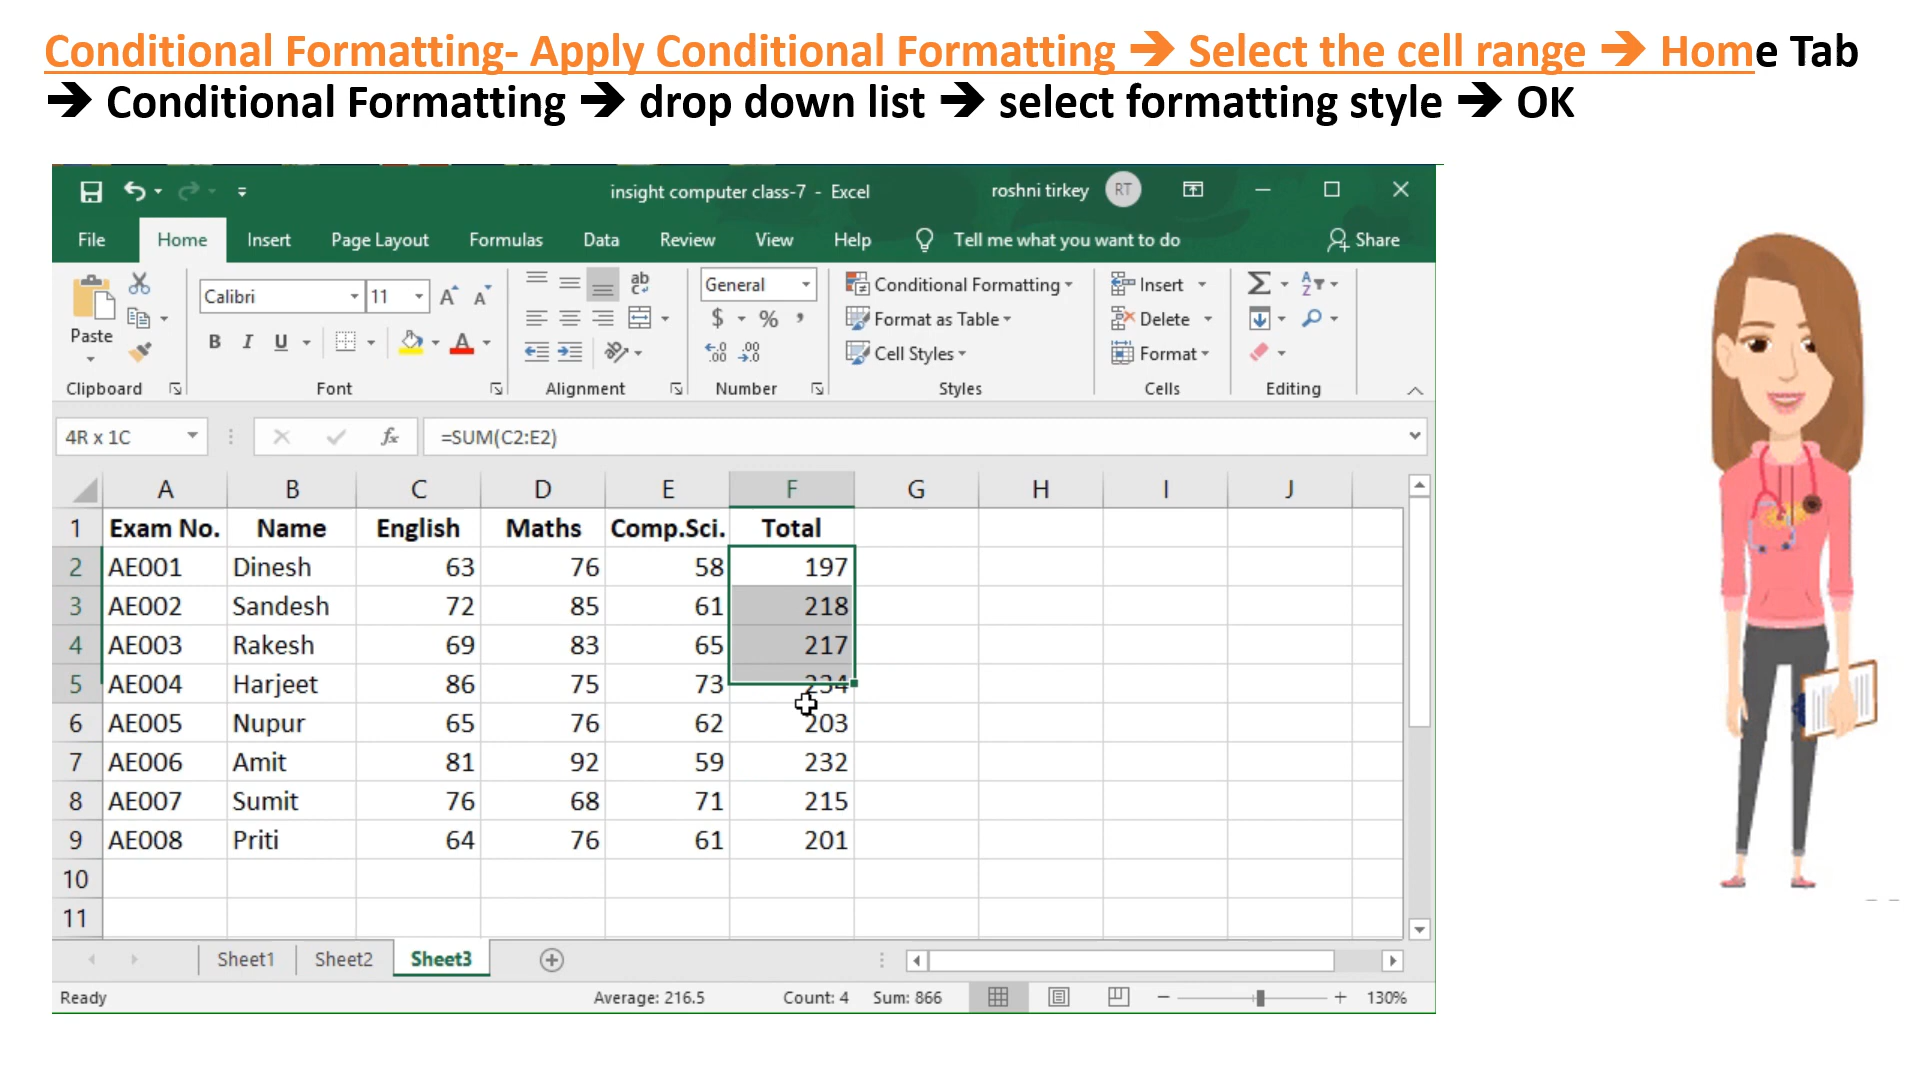 Conditional Formatting- Apply Conditional Formatting → Select the cell range → Home Tab
→ Conditional Formatting → drop down list → select formatting style → OK
insight computer class-7 - Excel roshni tirkey RT
File Home Insert Page Layout Formulas Data Review View Help Tell me what you want to do Share
Calibri 11 ab General Conditional Formatting Insert Σ
Paste $ % , Format as Table Delete
B I U A Cell Styles Format
Clipboard Font Alignment Number Styles Cells Editing
4R x 1C fx =SUM(C2:E2)
A B C D E F G H I J
1 Exam No. Name English Maths Comp.Sci. Total
2 AE001 Dinesh 63 76 58 197
3 AE002 Sandesh 72 85 61 218
4 AE003 Rakesh 69 83 65 217
5 AE004 Harjeet 86 75 73 234
6 AE005 Nupur 65 76 62 203
7 AE006 Amit 81 92 59 232
8 AE007 Sumit 76 68 71 215
9 AE008 Priti 64 76 61 201
10
11
Sheet1 Sheet2 Sheet3
Ready Average: 216.5 Count: 4 Sum: 866 130%